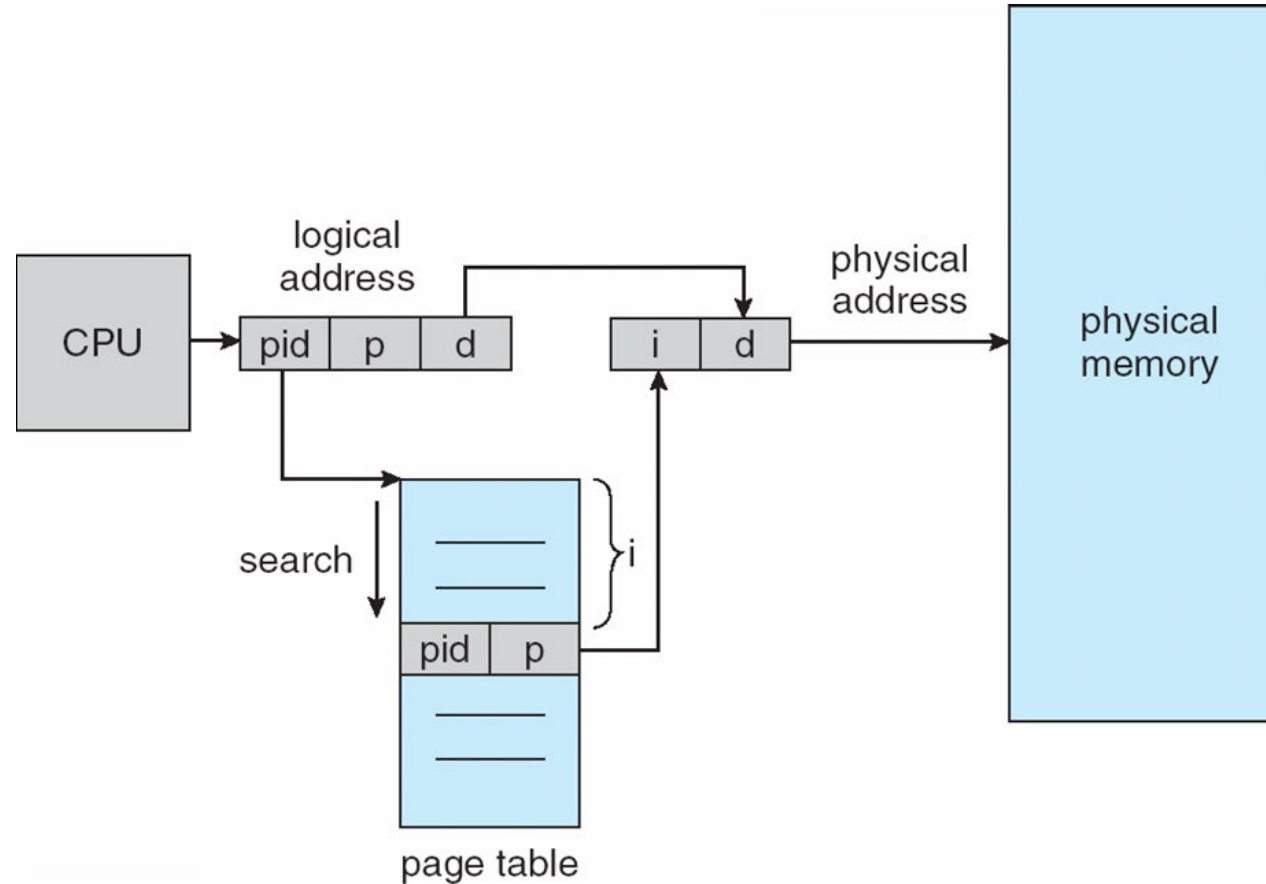 logical
address
physical
address
CPU
pid p d
i d
physical
memory
search
i
pid p
page table